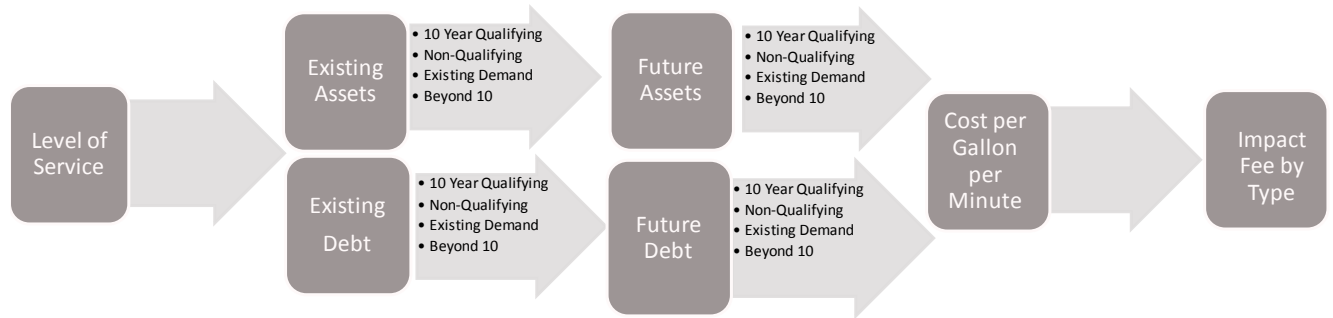 Level of
Service
Existing
Assets
• 10 Year Qualifying
• Non-Qualifying
• Existing Demand
• Beyond 10
Future
Assets
• 10 Year Qualifying
• Non-Qualifying
• Existing Demand
• Beyond 10
Existing
Debt
• 10 Year Qualifying
• Non-Qualifying
• Existing Demand
• Beyond 10
Future
Debt
• 10 Year Qualifying
• Non-Qualifying
• Existing Demand
• Beyond 10
Cost per
Gallon
per
Minute
Impact
Fee by
Type